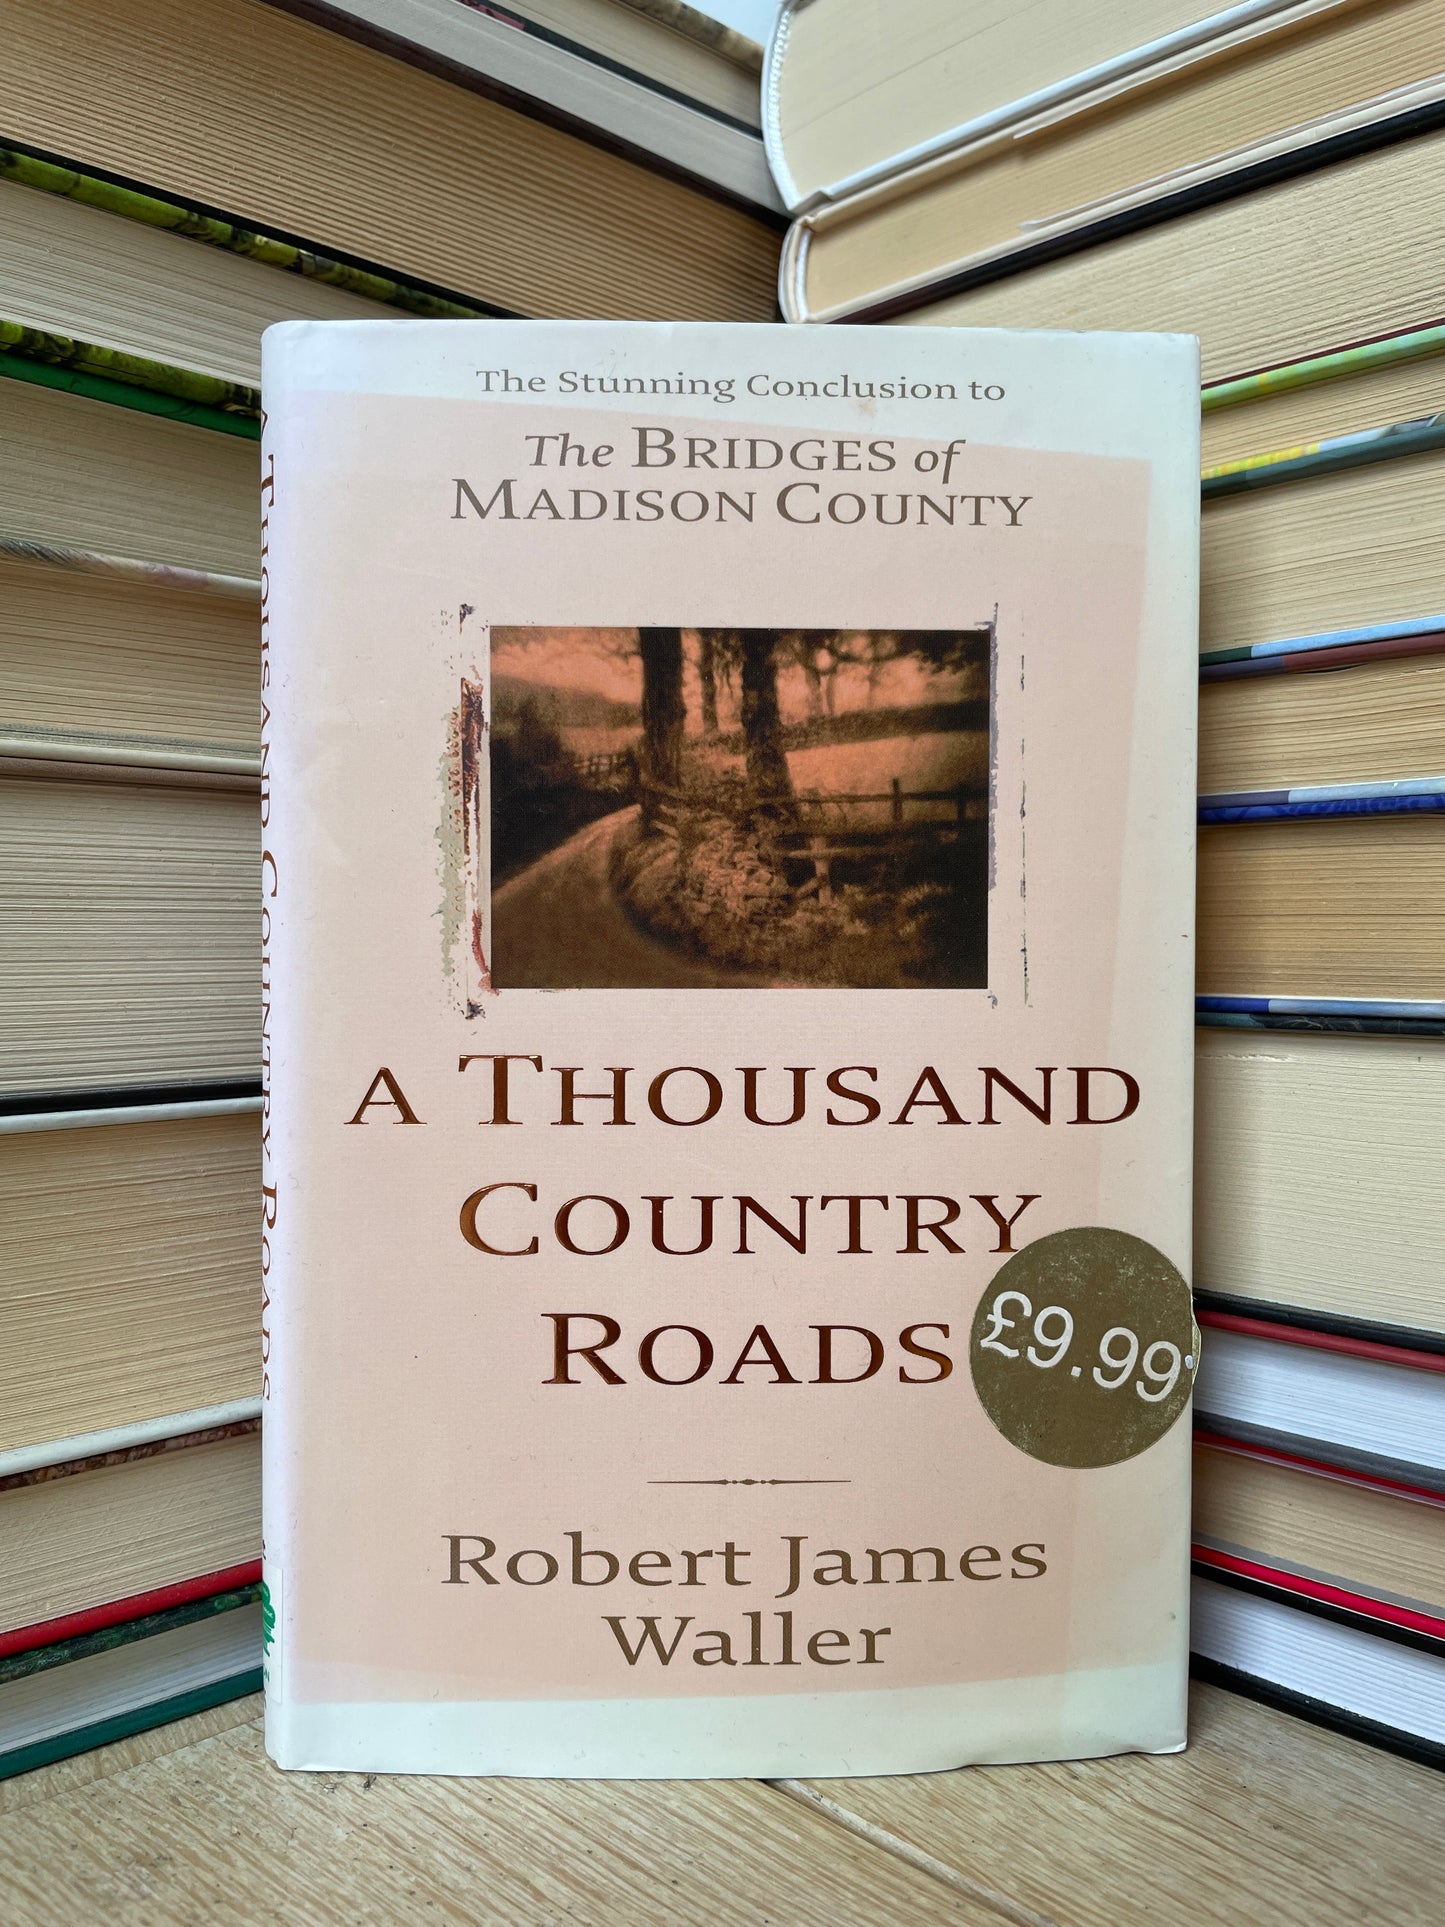 The Stunning Conclusion to
The BRIDGES of
MADISON COUNTY
A THOUSAND
COUNTRY
ROADS
£9.99
Robert James
Waller
A THOUSAND COUNTRY ROADS